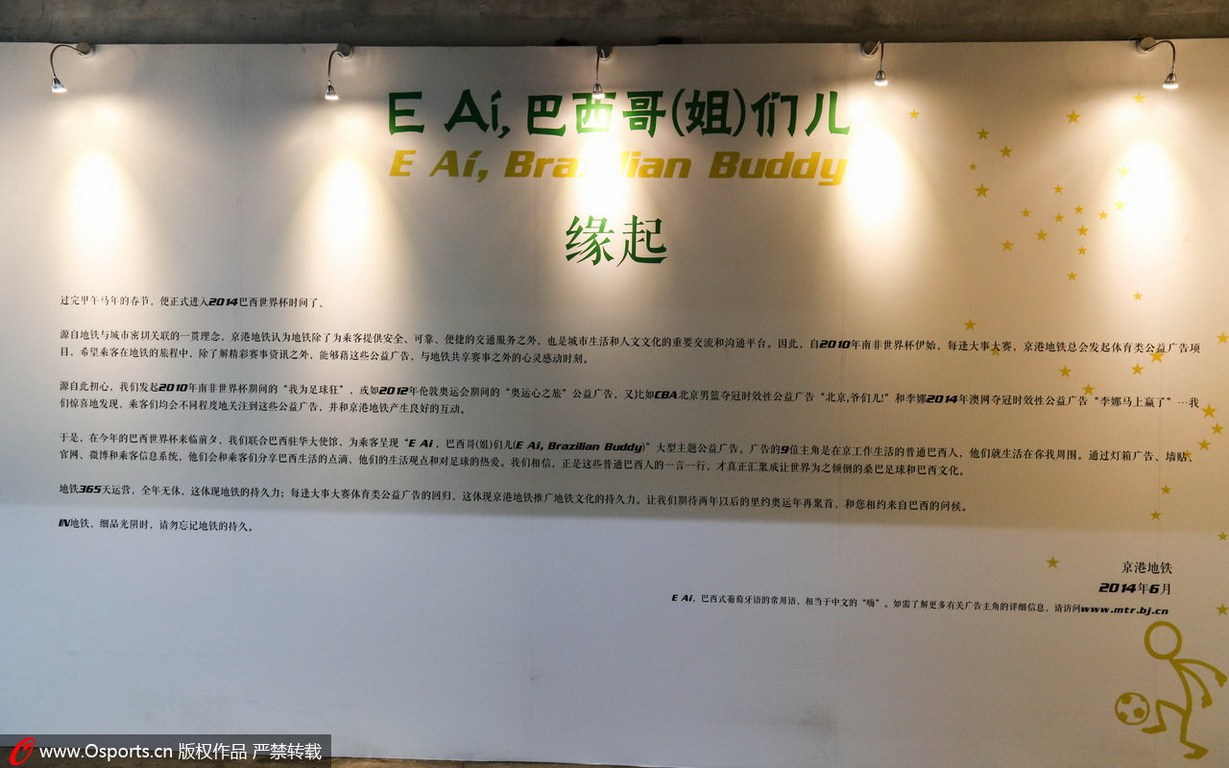 E Aí, 巴西哥(姐)们儿
E Aí, Brazilian Buddy
缘起
过完甲午马年的春节，便正式进入2014巴西世界杯时间了。
源自地铁与城市密切关联的一贯理念，京港地铁认为地铁除了为乘客提供安全、可靠、便捷的交通服务之外，也是城市生活和人文文化的重要交流和沟通平台。因此，自2010年南非世界杯伊始，每逢大赛，京港地铁总会发起体育类公益广告项
目，希望乘客在地铁的旅程中，除了解精彩赛事资讯之外，能够藉这些公益广告，与地铁共享赛事之外的心灵感动时刻。
源自此初心，我们发起2010年南非世界杯期间的“我为足球狂”，或如2012年伦敦奥运会期间的“奥运心之旅”公益广告，又比如CBA北京男篮夺冠时效性公益广告“北京,爷们儿!”和李娜2014年澳网夺冠时效性公益广告“李娜马上赢了”…我
们惊喜地发现，乘客们均会不同程度地关注到这些公益广告，并和京港地铁产生良好的互动。
于是，在今年的巴西世界杯来临前夕，我们联合巴西驻华大使馆，为乘客呈现“E Aí，巴西哥(姐)们儿(E Aí, Brazilian Buddy)”大型主题公益广告。广告的9位主角是在京工作生活的普通巴西人，他们就生活在你我周围。通过灯箱广告、墙贴、
官网、微博和乘客信息系统，他们会和乘客们分享巴西生活的点滴，他们的生活观点和对足球的热爱。我们相信，正是这些普通巴西人的一言一行，才真正汇聚成让世界为之倾倒的桑巴足球和巴西文化。
地铁365天运营，全年无休，这体现地铁的持久力；每逢大事大赛体育类公益广告的回归，这体现京港地铁推广地铁文化的持久力。让我们期待两年以后的里约奥运年再聚首，和您相约来自巴西的问候。
IN地铁，细品光阴时，请勿忘记地铁的持久。
京港地铁
2014年6月
E Aí，巴西式葡萄牙语的常用语，相当于中文的“嗨”。如需了解更多有关广告主角的详细信息，请访问www.mtr.bj.cn
www.Osports.cn 版权作品 严禁转载